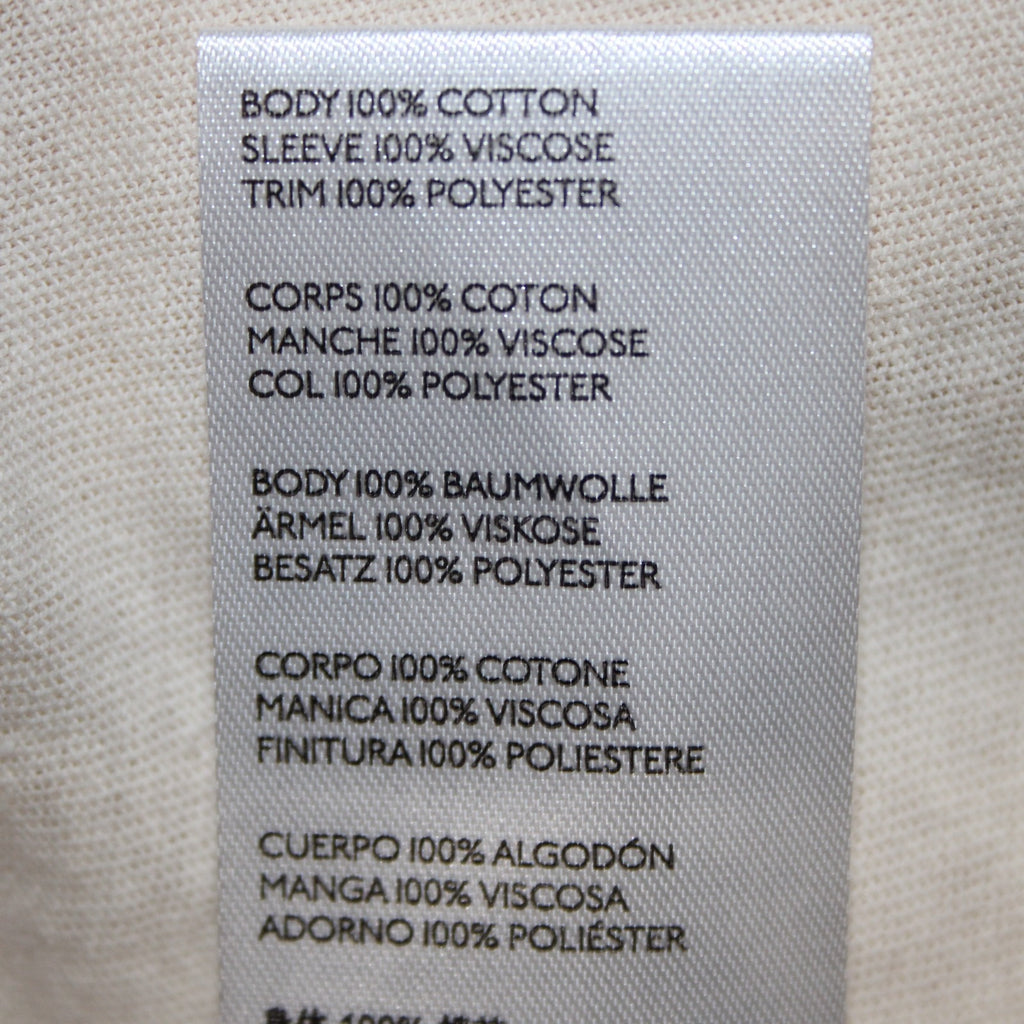 BODY 100% COTTON
SLEEVE 100% VISCOSE
TRIM 100% POLYESTER
CORPS 100% COTON
MANCHE 100% VISCOSE
COL 100% POLYESTER
BODY 100% BAUMWOLLE
ÄRMEL 100% VISKOSE
BESATZ 100% POLYESTER
CORPO 100% COTONE
MANICA 100% VISCOSA
FINITURA 100% POLIESTERE
CUERPO 100% ALGODÓN
MANGA 100% VISCOSA
ADORNO 100% POLIÉSTER
100%